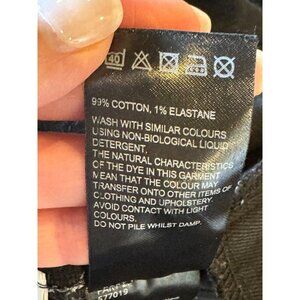 40
99% COTTON, 1% ELASTANE
WASH WITH SIMILAR COLOURS
USING NON-BIOLOGICAL LIQUID
DETERGENT.
THE NATURAL CHARACTERISTICS
OF THE DYE IN THIS GARMENT
MEAN THAT THE COLOUR MAY
TRANSFER ONTO OTHER ITEMS OF
CLOTHING AND UPHOLSTERY.
AVOID CONTACT WITH LIGHT
COLOURS.
DO NOT PILE WHILST DAMP.
577019